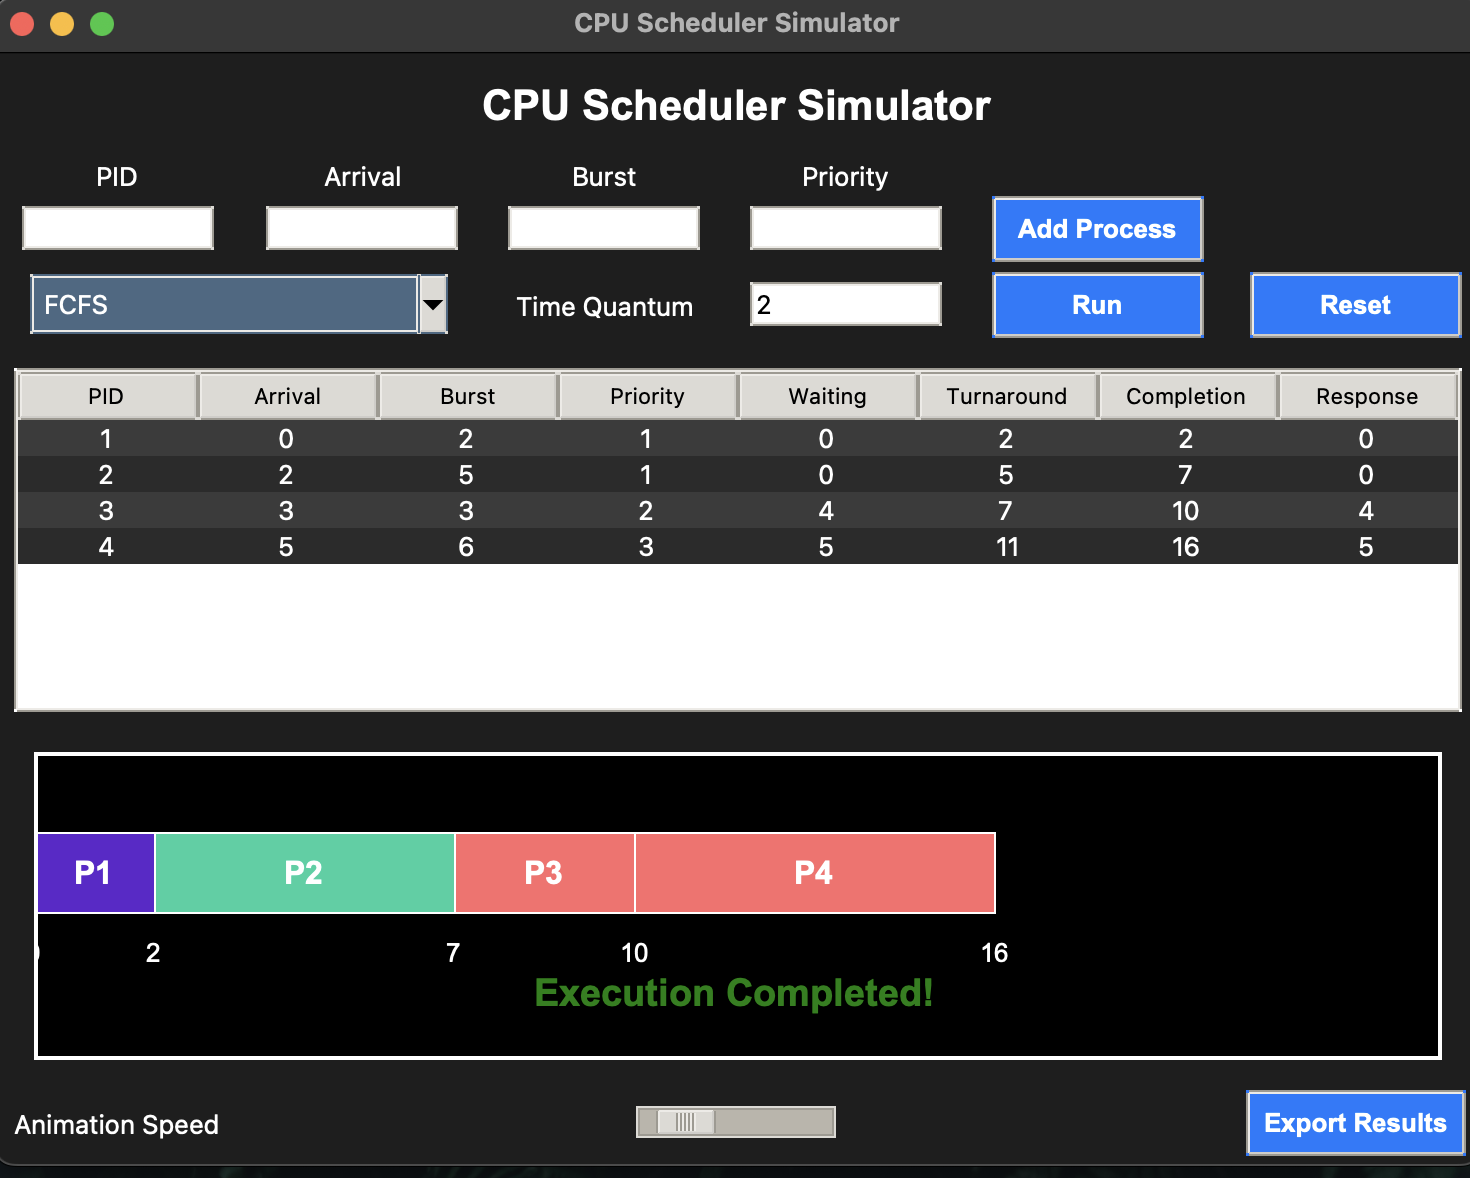 CPU Scheduler Simulator
CPU Scheduler Simulator
PID Arrival Burst Priority
Add Process
FCFS Time Quantum 2 Run Reset
PID Arrival Burst Priority Waiting Turnaround Completion Response
1 0 2 1 0 2 2 0
2 2 5 1 0 5 7 0
3 3 3 2 4 7 10 4
4 5 6 3 5 11 16 5
P1 P2 P3 P4
2 7 10 16
Execution Completed!
Animation Speed Export Results